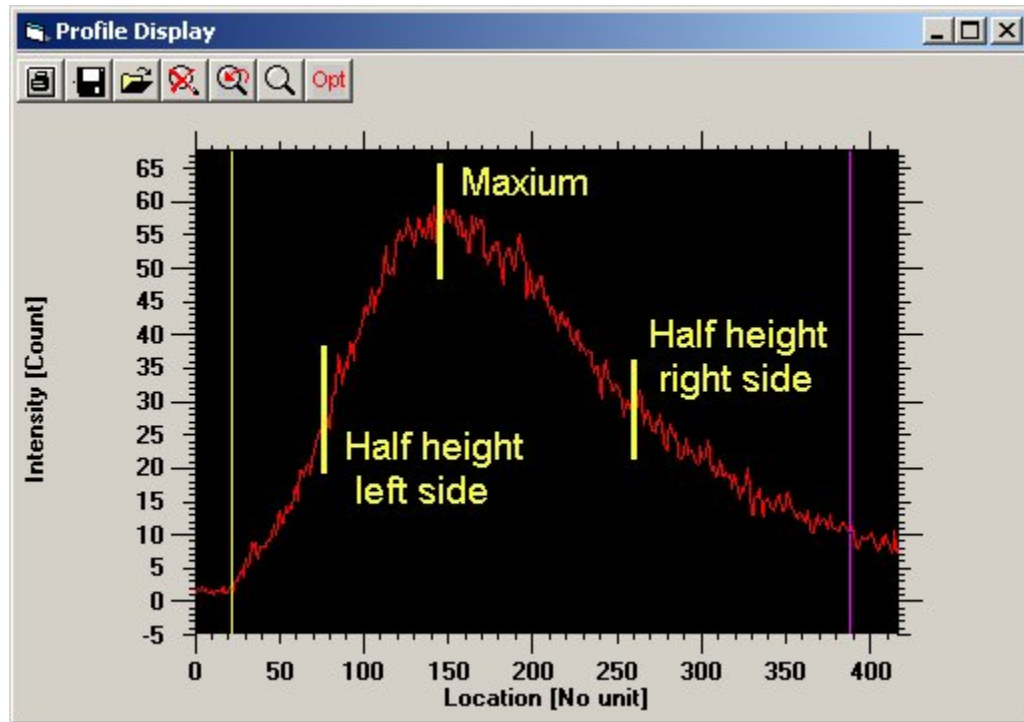 Profile Display
Opt
65
60
55
50
45
40
35
30
25
20
15
10
5
0
-5
Intensity [Count]
Maxium
Half height
right side
Half height
left side
0 50 100 150 200 250 300 350 400
Location [No unit]